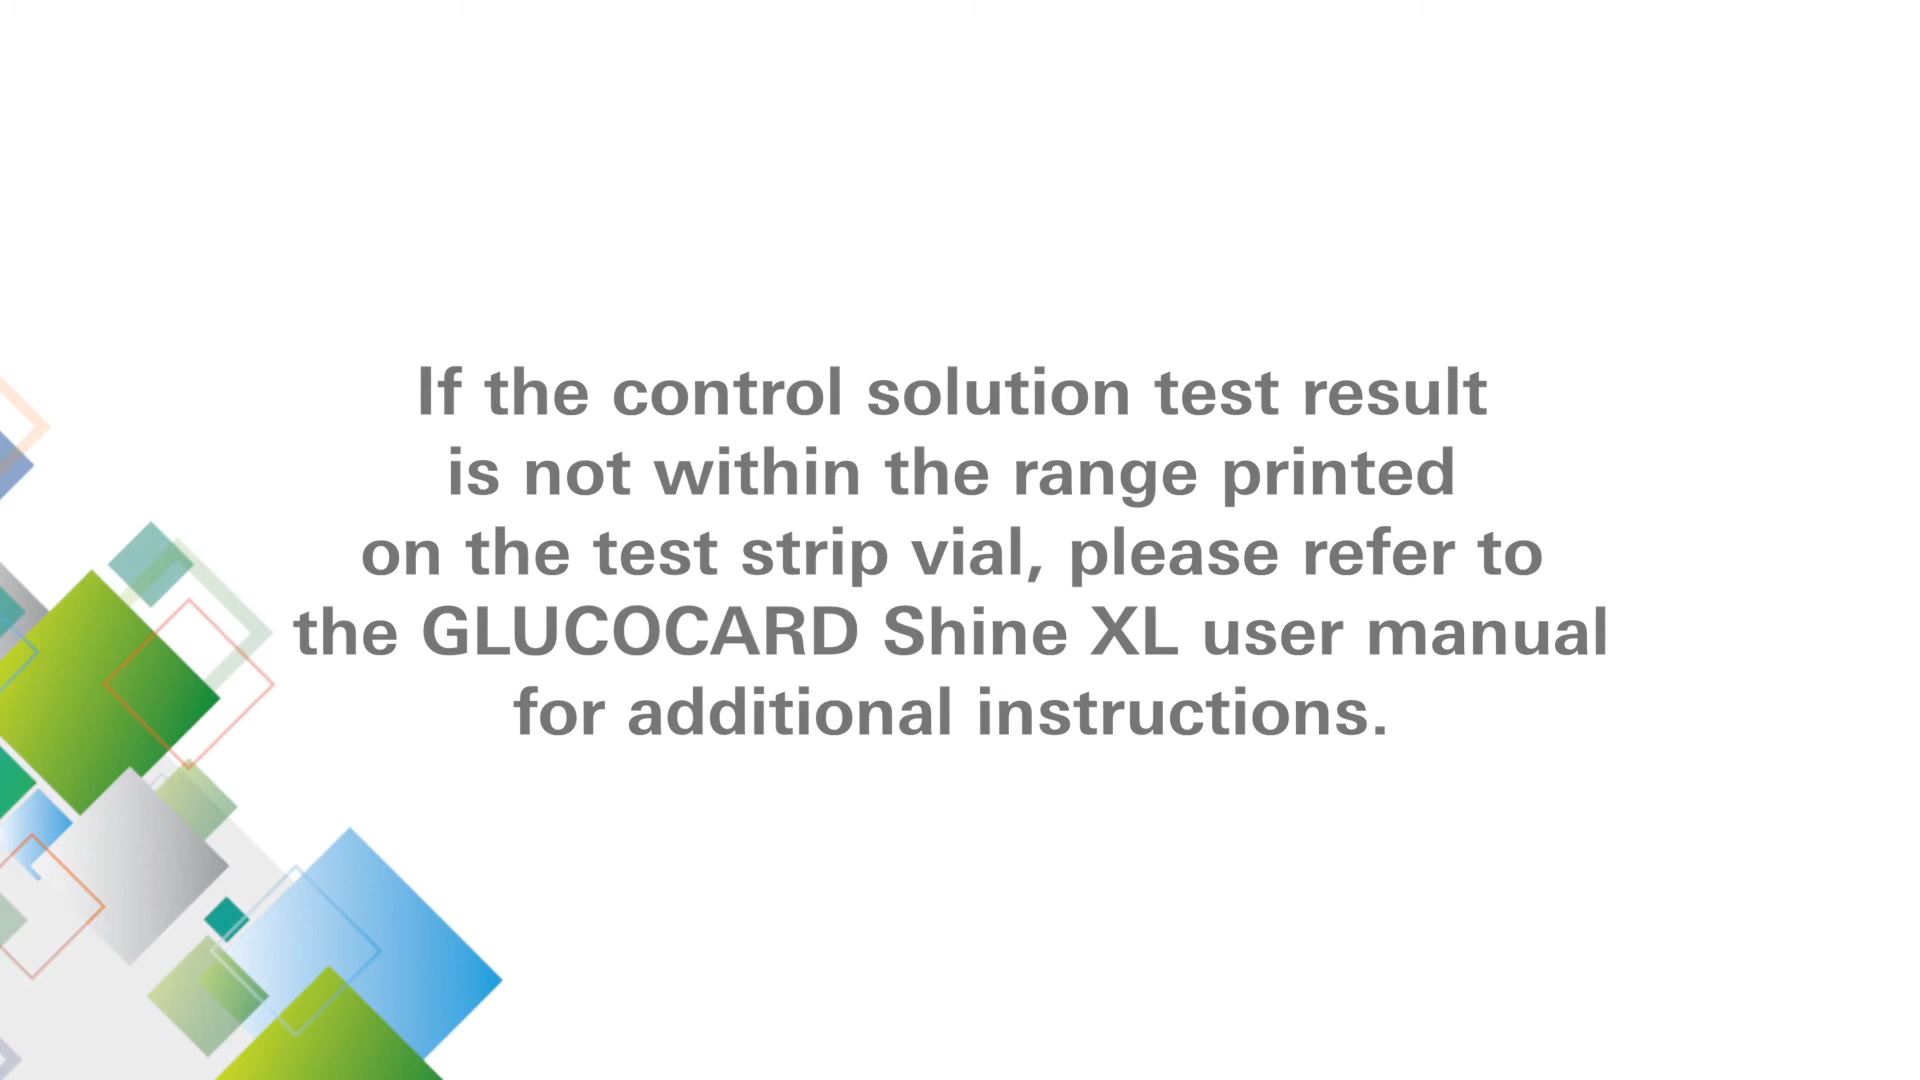 If the control solution test result
is not within the range printed
on the test strip vial, please refer to
the GLUCOCARD Shine XL user manual
for additional instructions.